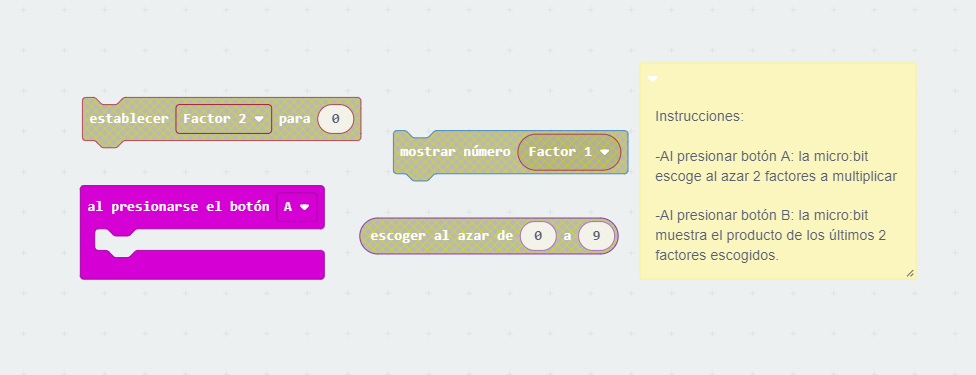 establecer Factor 2 para 0
mostrar número Factor 1
al presionarse el botón A
escoger al azar de 0 a 9
Instrucciones:
-Al presionar botón A: la micro:bit
escoge al azar 2 factores a multiplicar
-Al presionar botón B: la micro:bit
muestra el producto de los últimos 2
factores escogidos.